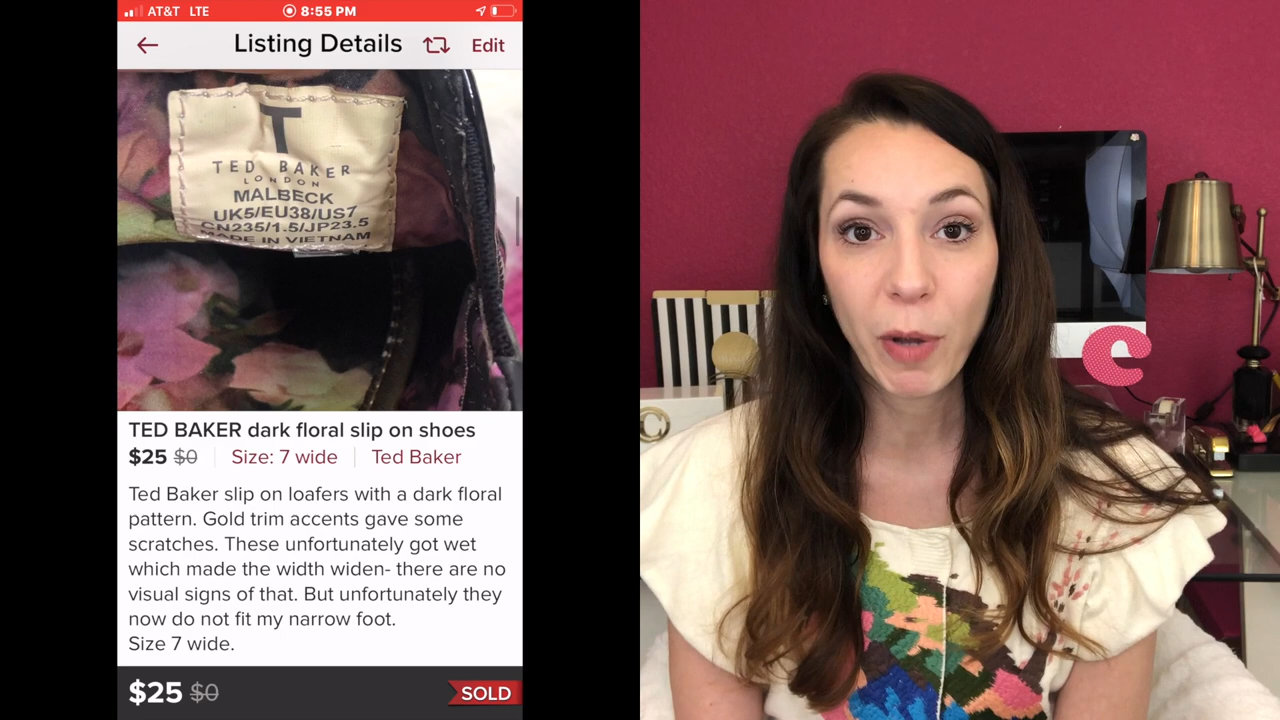 AT&T LTE 8:55 PM
Listing Details Edit
T
TED BAKER
LONDON
MALBECK
UK5/EU38/US7
CN235/1.5/JP23.5
MADE IN VIETNAM
TED BAKER dark floral slip on shoes
$25 $0 Size: 7 wide Ted Baker
Ted Baker slip on loafers with a dark floral
pattern. Gold trim accents gave some
scratches. These unfortunately got wet
which made the width widen- there are no
visual signs of that. But unfortunately they
now do not fit my narrow foot.
Size 7 wide.
$25 $0 SOLD
C
C